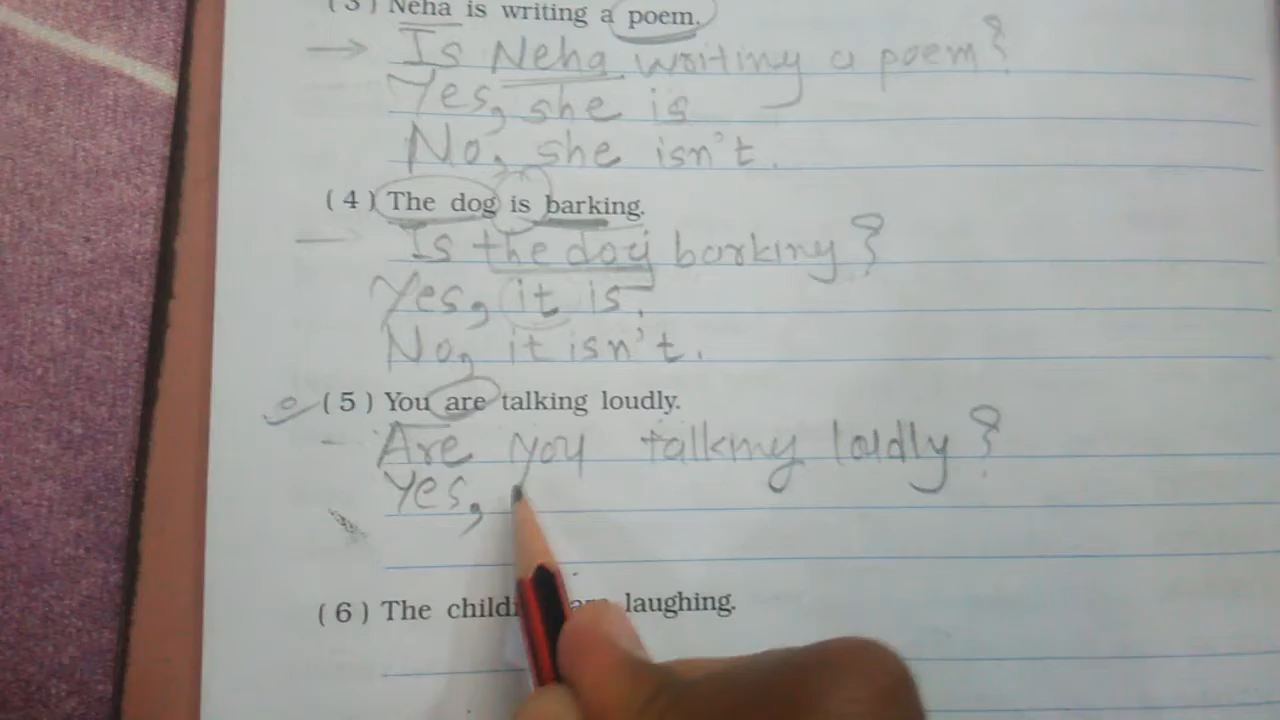 (3) Neha is writing a poem.
→ Is Neha writing a poem?
Yes, she is
No, she isn't.
(4) The dog is barking.
Is the dog barking?
Yes, it is.
No, it isn't.
(5) You are talking loudly.
Are you talking loudly?
Yes,
(6) The are laughing.